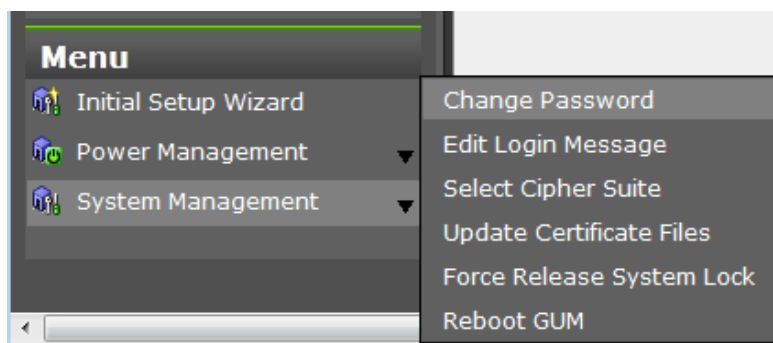 Menu
Initial Setup Wizard
Power Management
System Management
Change Password
Edit Login Message
Select Cipher Suite
Update Certificate Files
Force Release System Lock
Reboot GUM